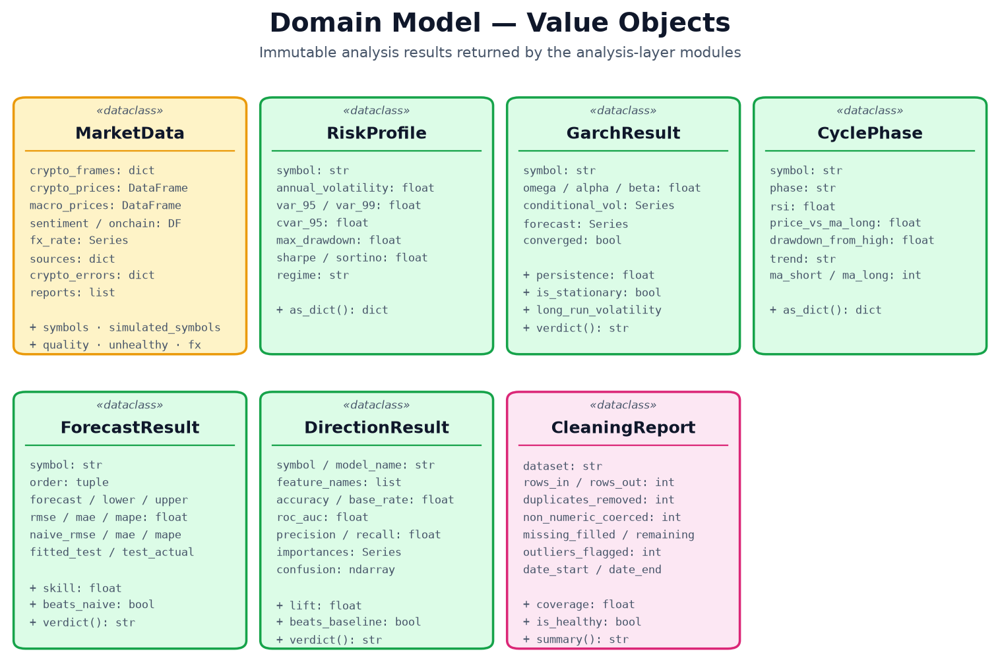 Domain Model — Value Objects
Immutable analysis results returned by the analysis-layer modules
«dataclass»
MarketData
crypto_frames: dict
crypto_prices: DataFrame
macro_prices: DataFrame
sentiment / onchain: DF
fx_rate: Series
sources: dict
crypto_errors: dict
reports: list
+ symbols · simulated_symbols
+ quality · unhealthy · fx
«dataclass»
RiskProfile
symbol: str
annual_volatility: float
var_95 / var_99: float
cvar_95: float
max_drawdown: float
sharpe / sortino: float
regime: str
+ as_dict(): dict
«dataclass»
GarchResult
symbol: str
omega / alpha / beta: float
conditional_vol: Series
forecast: Series
converged: bool
+ persistence: float
+ is_stationary: bool
+ long_run_volatility
+ verdict(): str
«dataclass»
CyclePhase
symbol: str
phase: str
rsi: float
price_vs_ma_long: float
drawdown_from_high: float
trend: str
ma_short / ma_long: int
+ as_dict(): dict
«dataclass»
ForecastResult
symbol: str
order: tuple
forecast / lower / upper
rmse / mae / mape: float
naive_rmse / mae / mape
fitted_test / test_actual
+ skill: float
+ beats_naive: bool
+ verdict(): str
«dataclass»
DirectionResult
symbol / model_name: str
feature_names: list
accuracy / base_rate: float
roc_auc: float
precision / recall: float
importances: Series
confusion: ndarray
+ lift: float
+ beats_baseline: bool
+ verdict(): str
«dataclass»
CleaningReport
dataset: str
rows_in / rows_out: int
duplicates_removed: int
non_numeric_coerced: int
missing_filled / remaining
outliers_flagged: int
date_start / date_end
+ coverage: float
+ is_healthy: bool
+ summary(): str